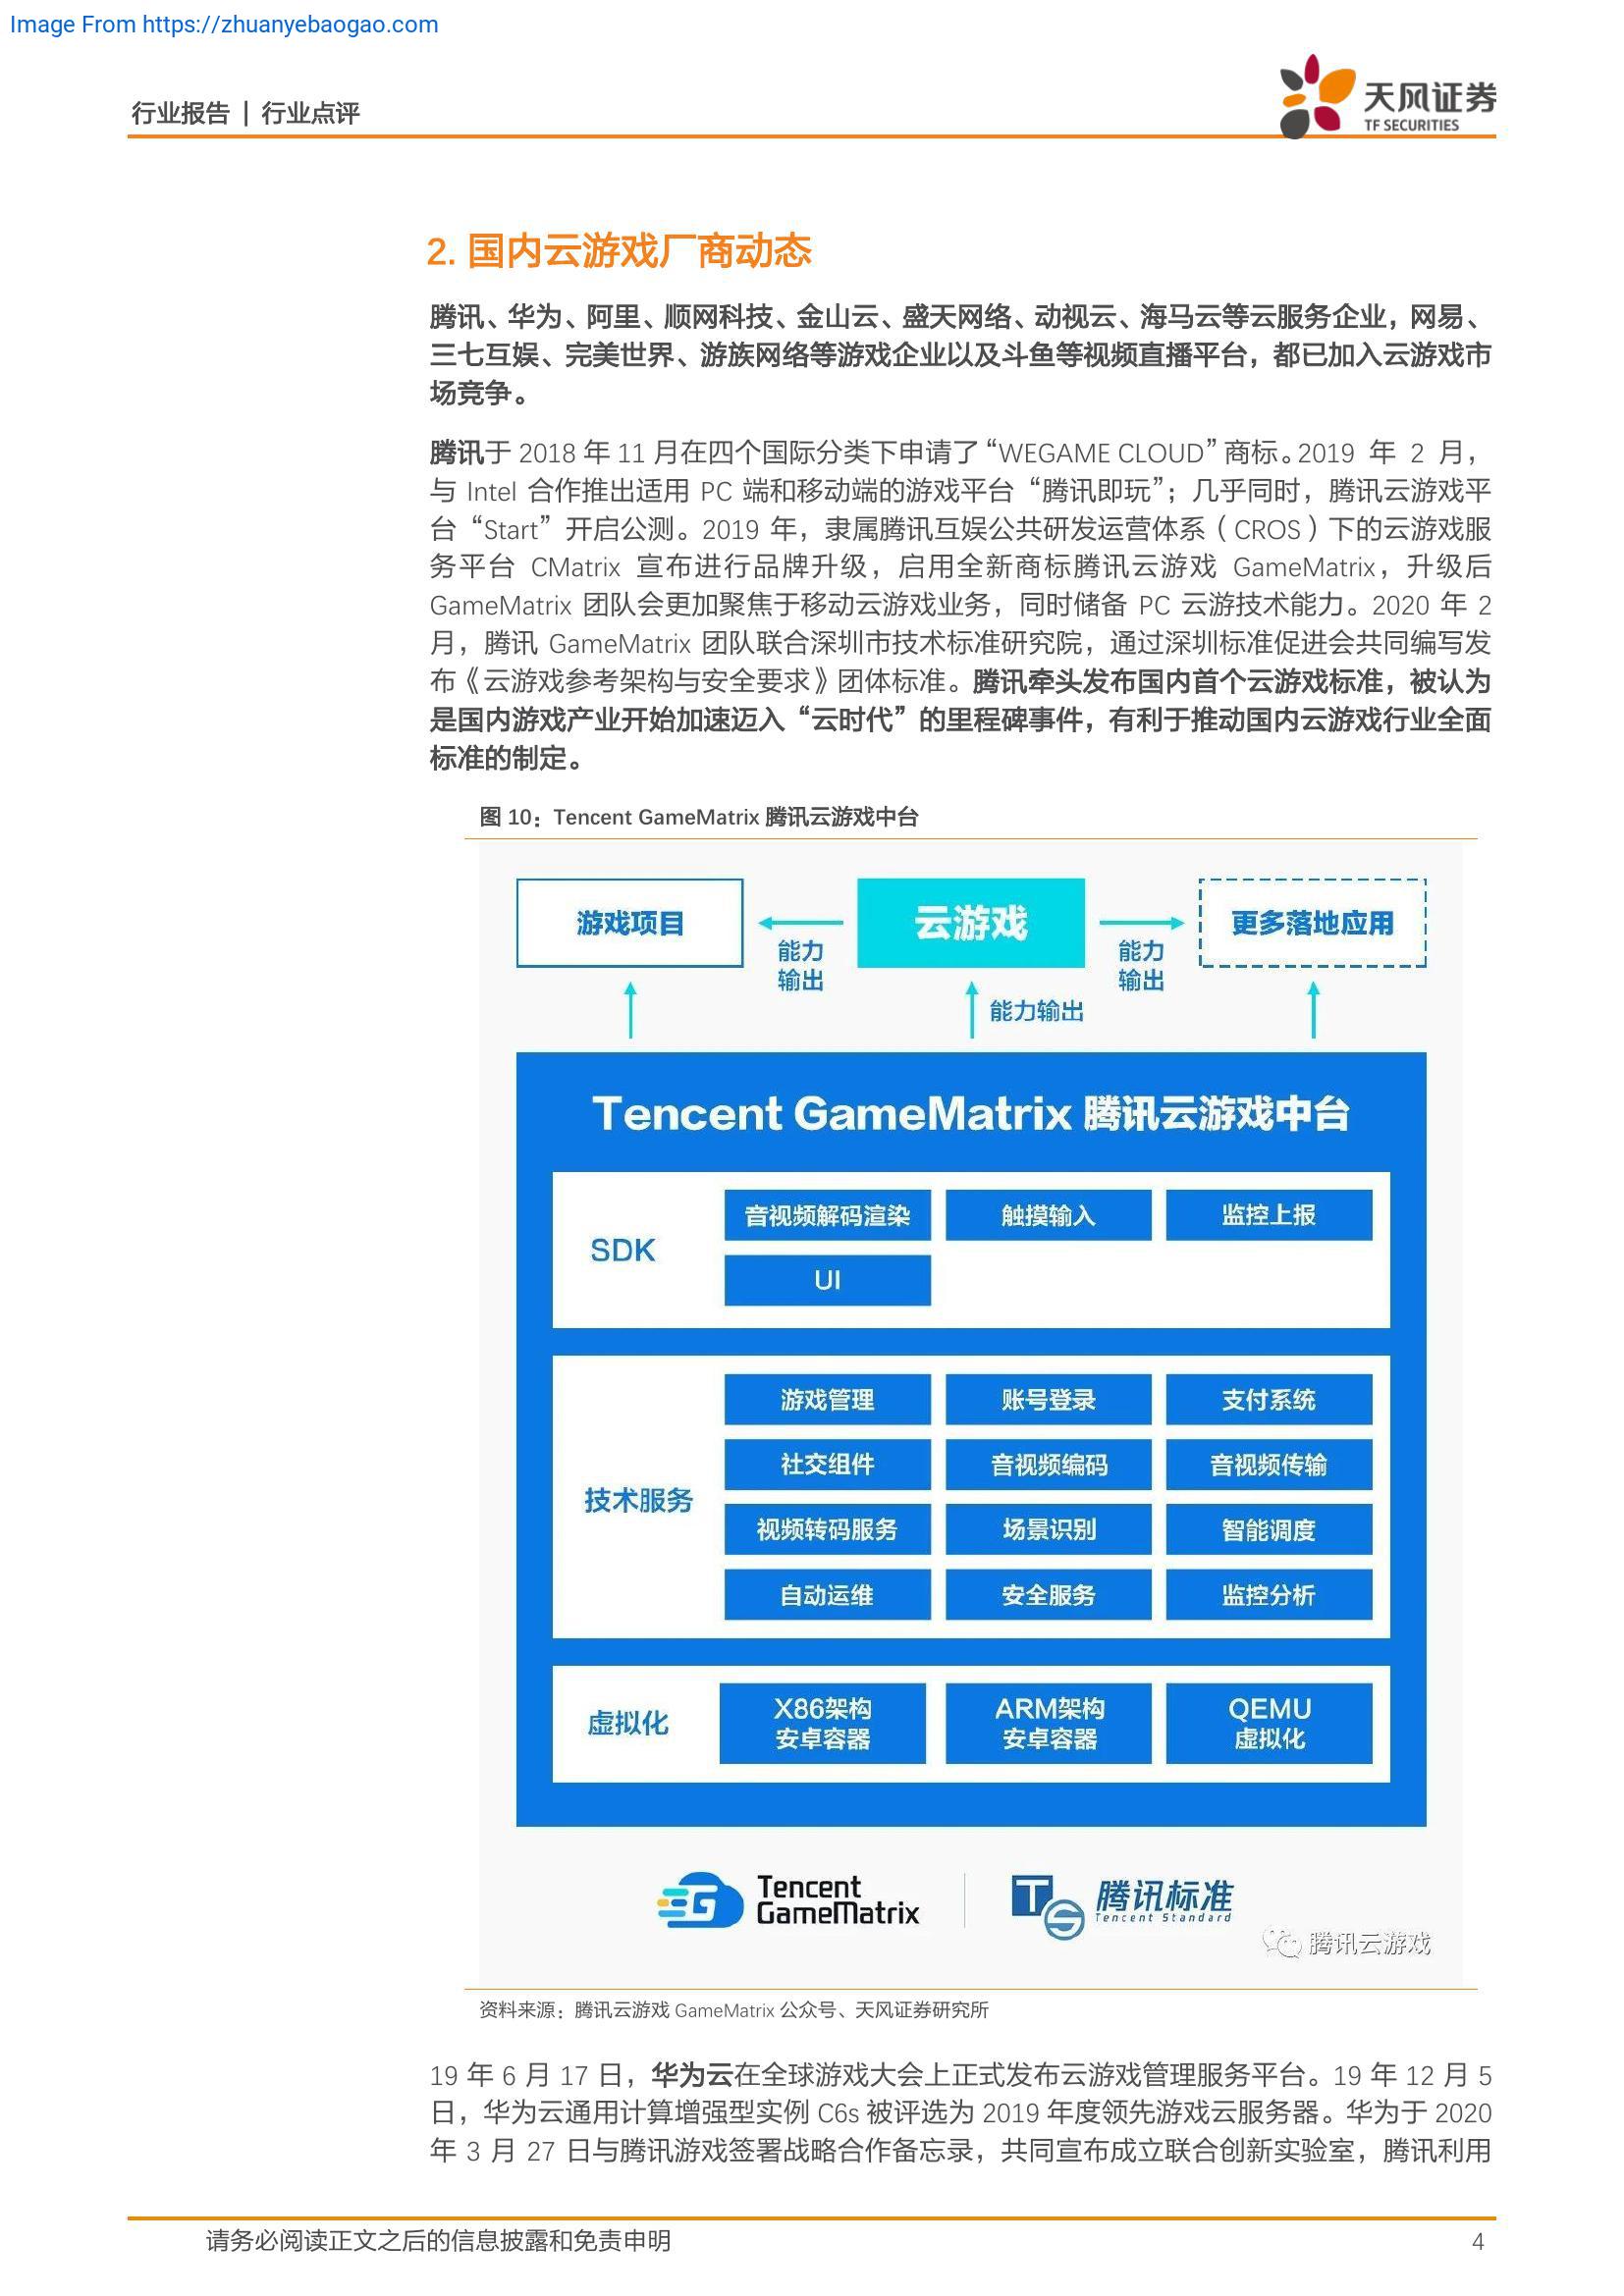 Image From https://zhuanyebaogao.com
行业报告 | 行业点评
天风证券
TF SECURITIES
2. 国内云游戏厂商动态
腾讯、华为、阿里、顺网科技、金山云、盛天网络、动视云、海马云等云服务企业，网易、
三七互娱、完美世界、游族网络等游戏企业以及斗鱼等视频直播平台，都已加入云游戏市
场竞争。
腾讯于 2018 年 11 月在四个国际分类下申请了“WEGAME CLOUD”商标。2019 年 2 月，
与 Intel 合作推出适用 PC 端和移动端的游戏平台“腾讯即玩”；几乎同时，腾讯云游戏平
台“Start”开启公测。2019 年，隶属腾讯互娱公共研发运营体系（CROS）下的云游戏服
务平台 CMatrix 宣布进行品牌升级，启用全新商标腾讯云游戏 GameMatrix，升级后
GameMatrix 团队会更加聚焦于移动云游戏业务，同时储备 PC 云游技术能力。2020 年 2
月，腾讯 GameMatrix 团队联合深圳市技术标准研究院，通过深圳标准促进会共同编写发
布《云游戏参考架构与安全要求》团体标准。腾讯牵头发布国内首个云游戏标准，被认为
是国内游戏产业开始加速迈入“云时代”的里程碑事件，有利于推动国内云游戏行业全面
标准的制定。
图 10：Tencent GameMatrix 腾讯云游戏中台
游戏项目
能力
输出
云游戏
能力
输出
更多落地应用
能力输出
Tencent GameMatrix 腾讯云游戏中台
SDK
音视频解码渲染 触摸输入 监控上报
UI
技术服务
游戏管理 账号登录 支付系统
社交组件 音视频编码 音视频传输
视频转码服务 场景识别 智能调度
自动运维 安全服务 监控分析
虚拟化
X86架构
安卓容器
ARM架构
安卓容器
QEMU
虚拟化
Tencent
GameMatrix
腾讯标准
Tencent Standard
腾讯云游戏
资料来源：腾讯云游戏 GameMatrix 公众号、天风证券研究所
19 年 6 月 17 日，华为云在全球游戏大会上正式发布云游戏管理服务平台。19 年 12 月 5
日，华为云通用计算增强型实例 C6s 被评选为 2019 年度领先游戏云服务器。华为于 2020
年 3 月 27 日与腾讯游戏签署战略合作备忘录，共同宣布成立联合创新实验室，腾讯利用
请务必阅读正文之后的信息披露和免责申明
4